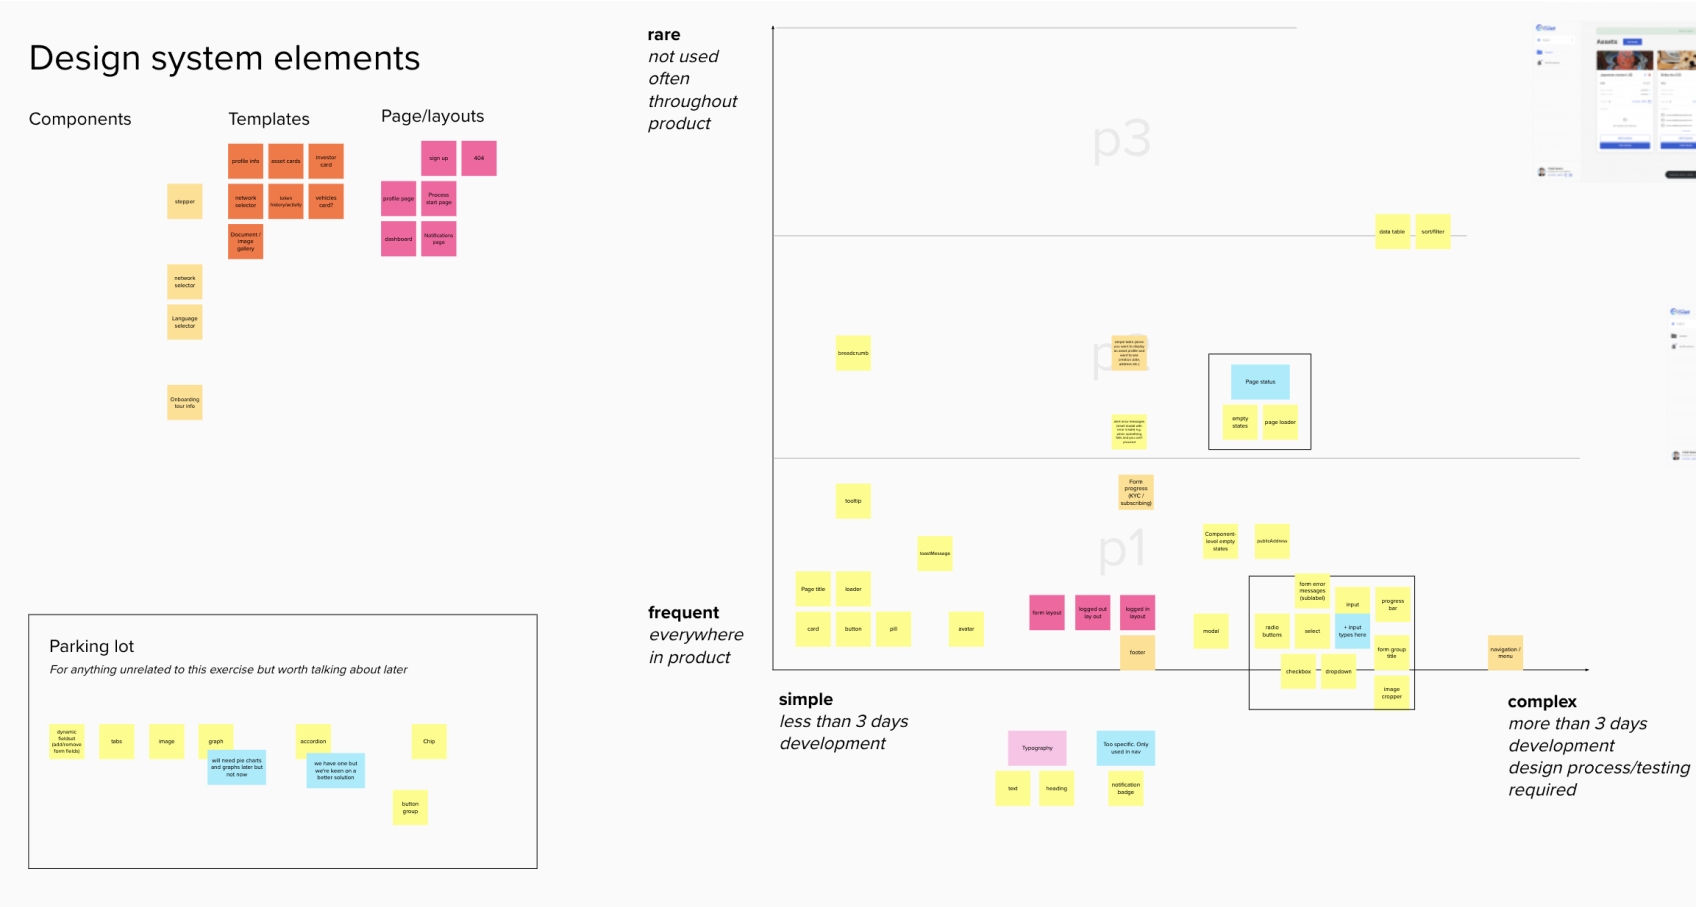 Design system elements
Components
Templates
Page/layouts
stepper
network
selector
Language
selector
Onboarding
tour info
profile info
asset cards
investor
card
network
selector
token
history/activity
vehicles
card?
Document /
image
gallery
sign up
404
profile page
Process
start page
dashboard
Notifications
page
Parking lot
For anything unrelated to this exercise but worth talking about later
dynamic
fieldset
(add/remove
form fields)
tabs
image
graph
will need pie charts
and graphs later but
not now
accordion
we have one but
we're keen on a
better solution
Chip
button
group
rare
not used
often
throughout
product
frequent
everywhere
in product
p3
data table
sort/filter
breadcrumb
Page status
empty
states
page loader
p1
tooltip
Form
progress
(KYC /
subscribing)
toastMessage
Component-
level empty
states
publicAddress
Page title
loader
card
button
pill
avatar
form layout
logged out
lay out
logged in
layout
footer
modal
form error
messages
(sublabel)
input
progress
bar
radio
buttons
select
+ input
types here
form group
title
checkbox
dropdown
image
cropper
navigation /
menu
simple
less than 3 days
development
complex
more than 3 days
development
design process/testing
required
Typography
Too specific. Only
used in nav
text
heading
notification
badge
Assets